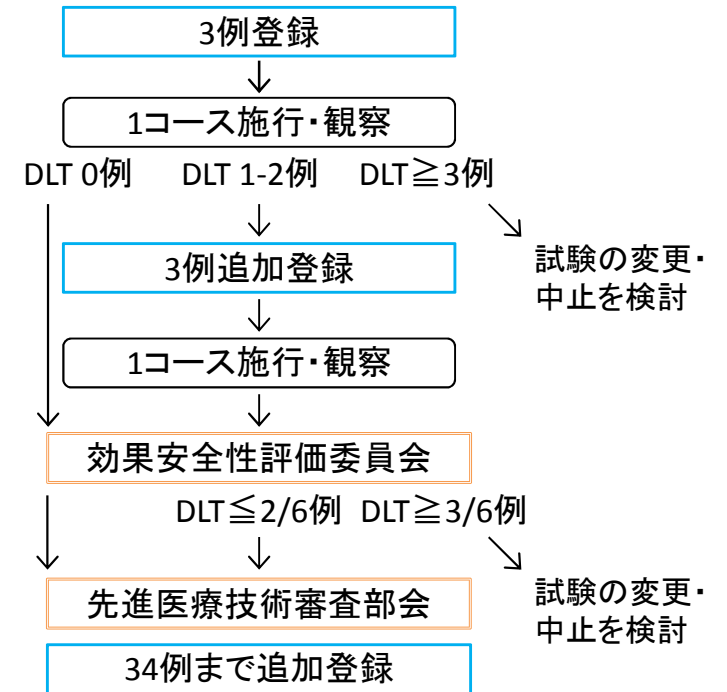 3例登録
1コース施行・観察
DLT 0例 DLT 1-2例 DLT≧3例
試験の変更・
中止を検討
3例追加登録
1コース施行・観察
効果安全性評価委員会
DLT≦2/6例 DLT≧3/6例
試験の変更・
中止を検討
先進医療技術審査部会
34例まで追加登録